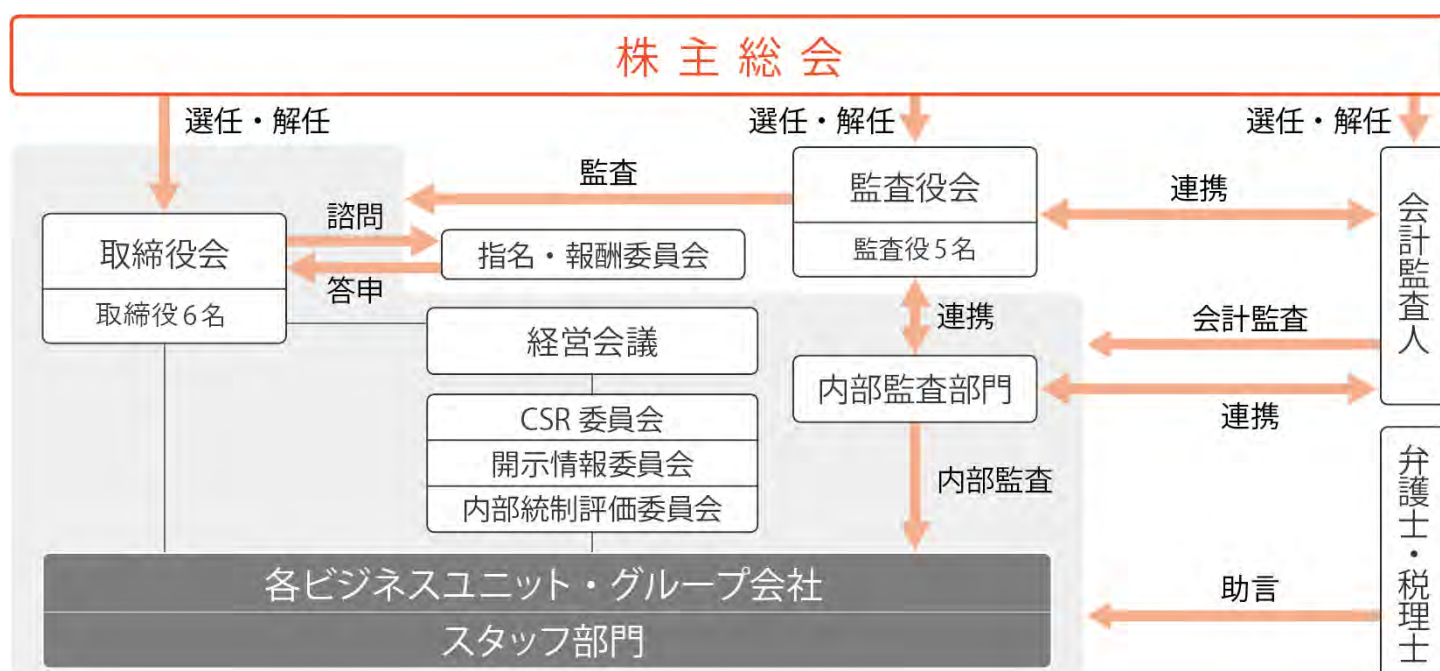 株主総会
選任・解任
選任・解任
選任・解任
監査
監査役会
監査役5名
連携
会計監査人
諮問
取締役会
取締役6名
指名・報酬委員会
答申
経営会議
連携
会計監査
内部監査部門
連携
CSR 委員会
開示情報委員会
内部統制評価委員会
内部監査
弁護士・税理士
各ビジネスユニット・グループ会社
スタッフ部門
助言